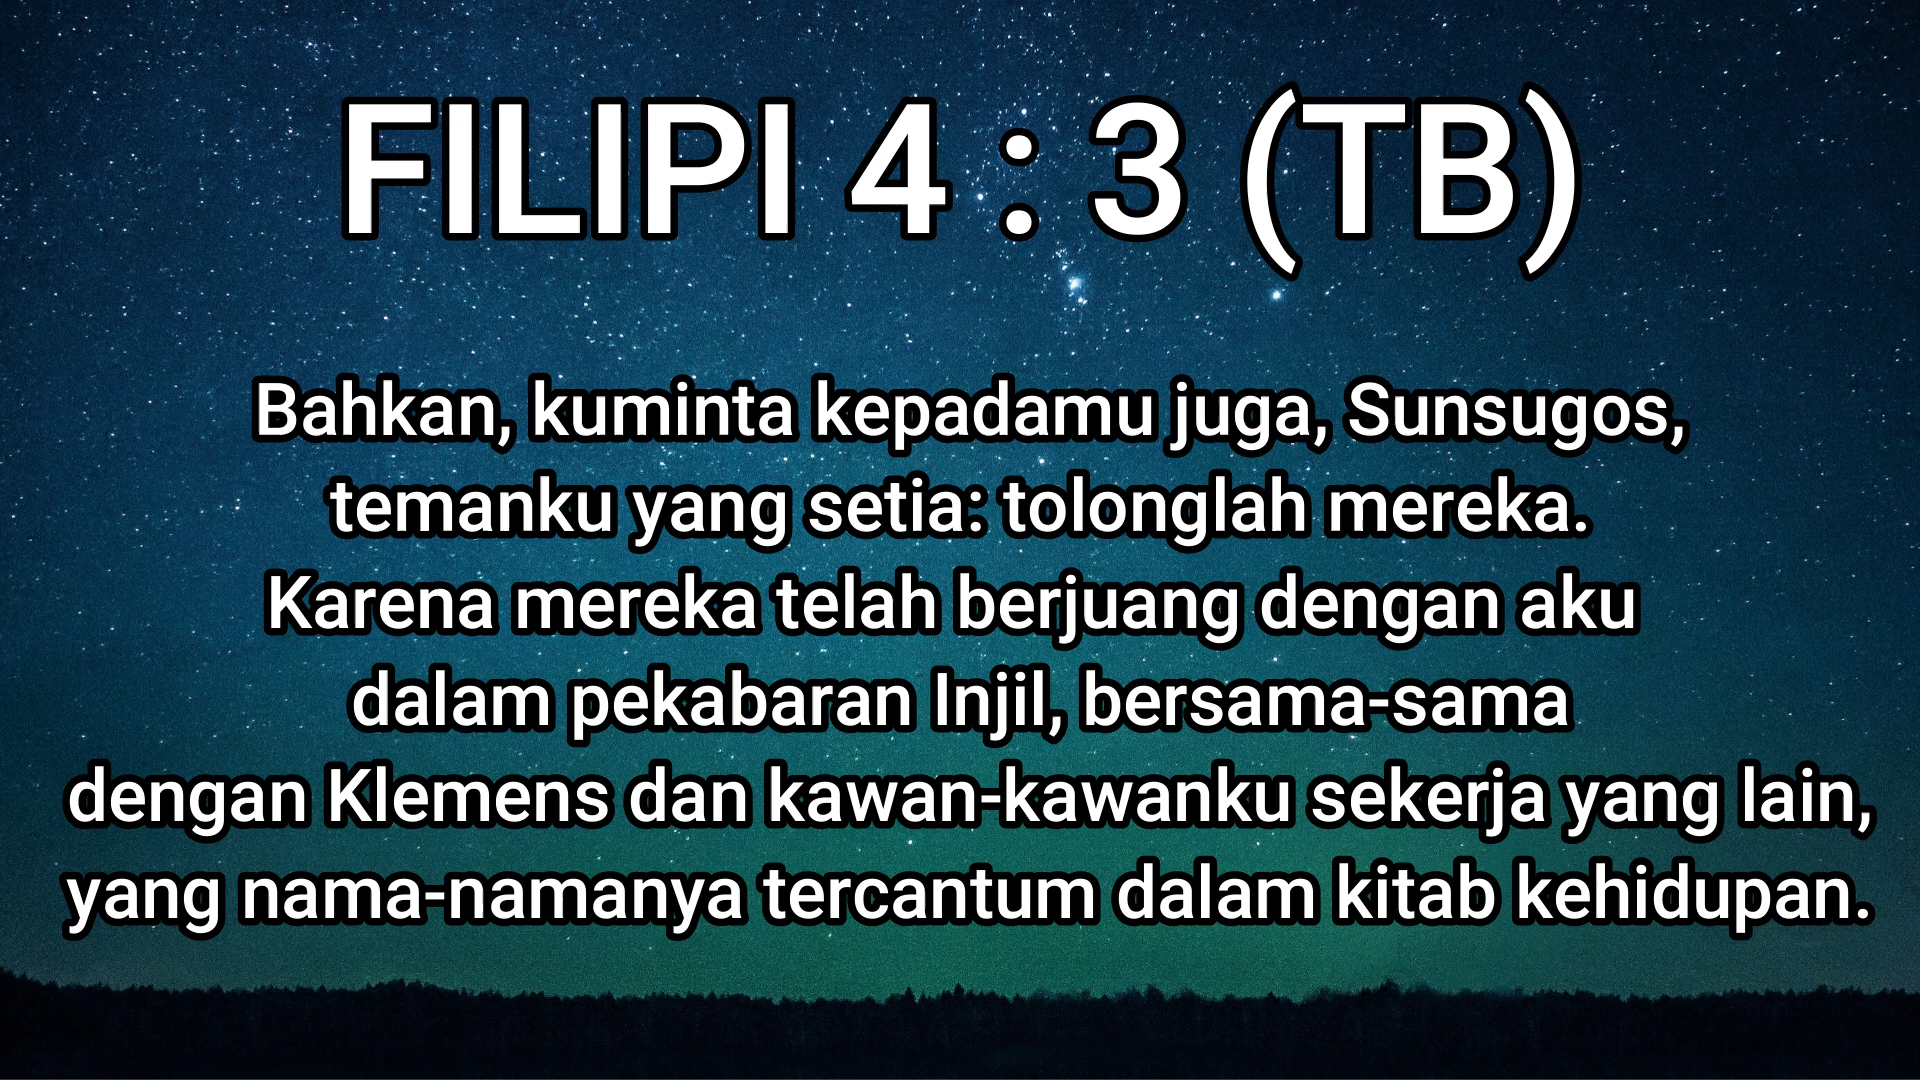 FILIPI 4 : 3 (TB)
Bahkan, kuminta kepadamu juga, Sunsugos,
temanku yang setia: tolonglah mereka.
Karena mereka telah berjuang dengan aku
dalam pekabaran Injil, bersama-sama
dengan Klemens dan kawan-kawanku sekerja yang lain,
yang nama-namanya tercantum dalam kitab kehidupan.